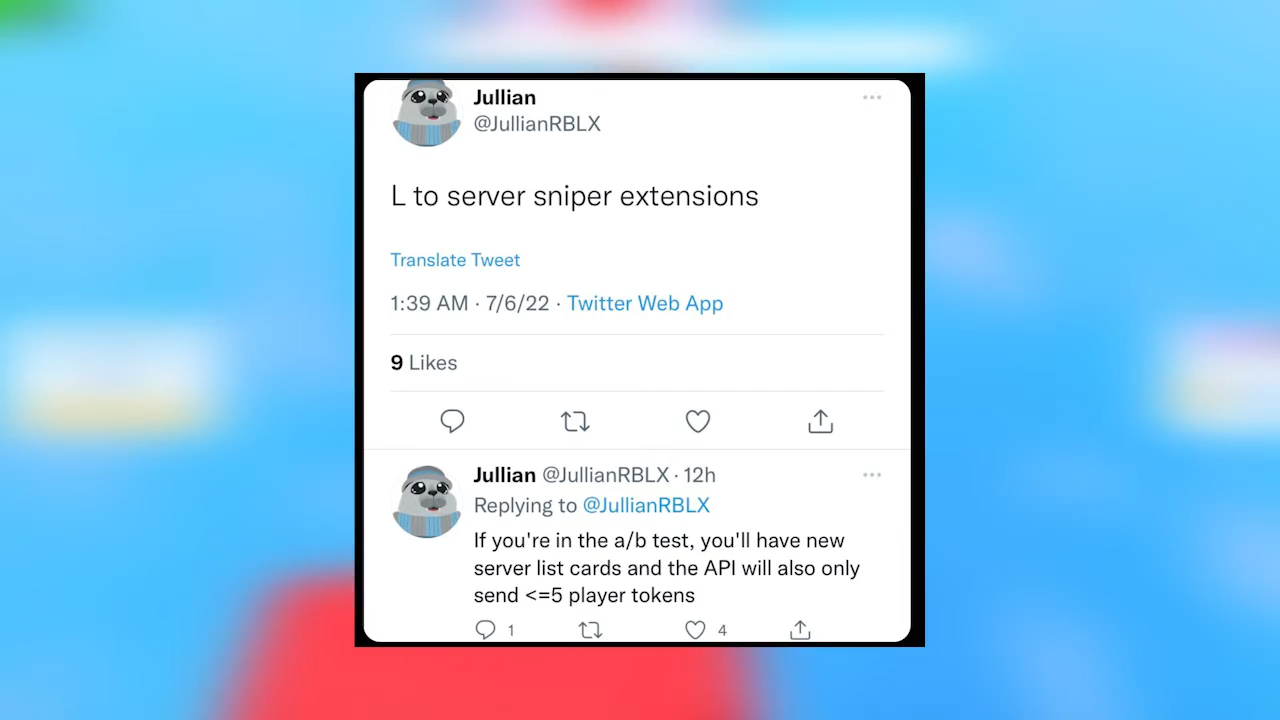 Jullian
@JullianRBLX
L to server sniper extensions
Translate Tweet
1:39 AM · 7/6/22 · Twitter Web App
9 Likes
Jullian @JullianRBLX · 12h
Replying to @JullianRBLX
If you're in the a/b test, you'll have new
server list cards and the API will also only
send <=5 player tokens
1 4